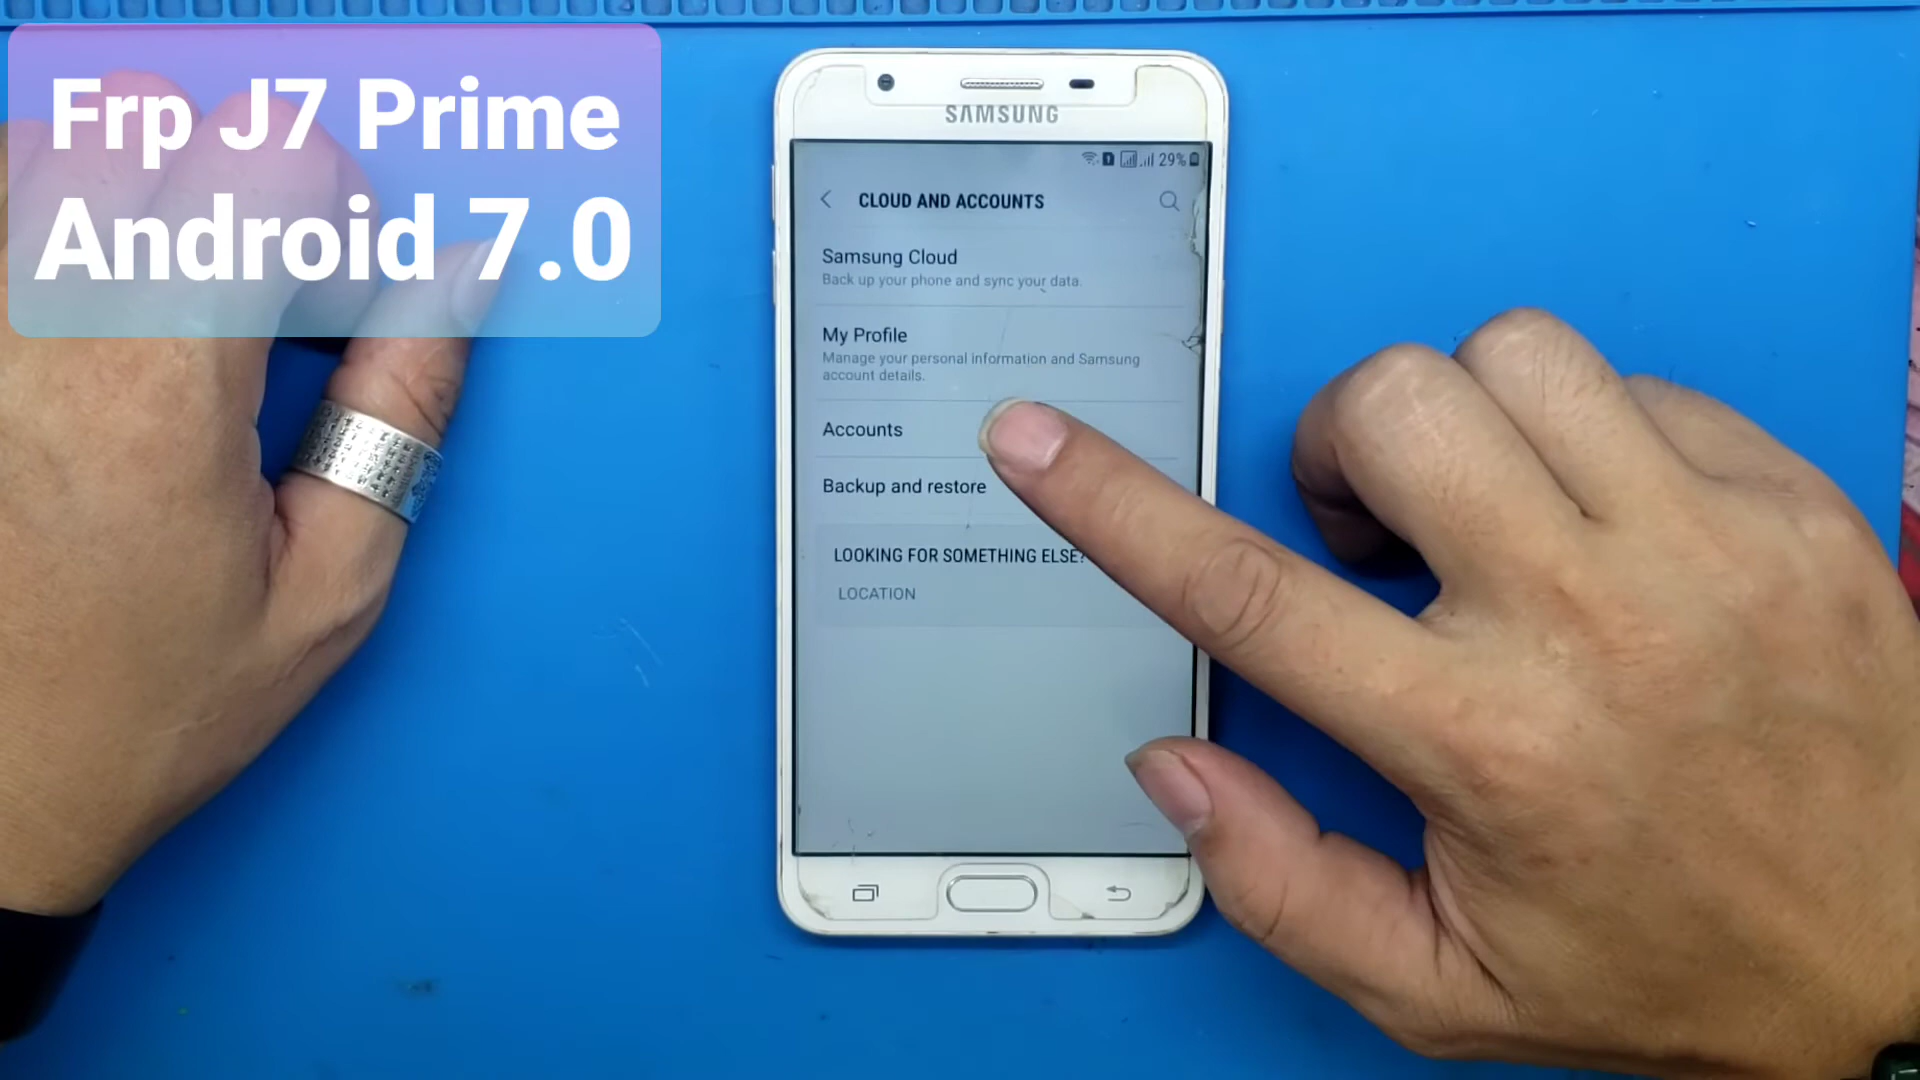 Frp J7 Prime
Android 7.0
SAMSUNG
29%
CLOUD AND ACCOUNTS
Samsung Cloud
Back up your phone and sync your data.
My Profile
Manage your personal information and Samsung
account details.
Accounts
Backup and restore
LOOKING FOR SOMETHING ELSE?
LOCATION